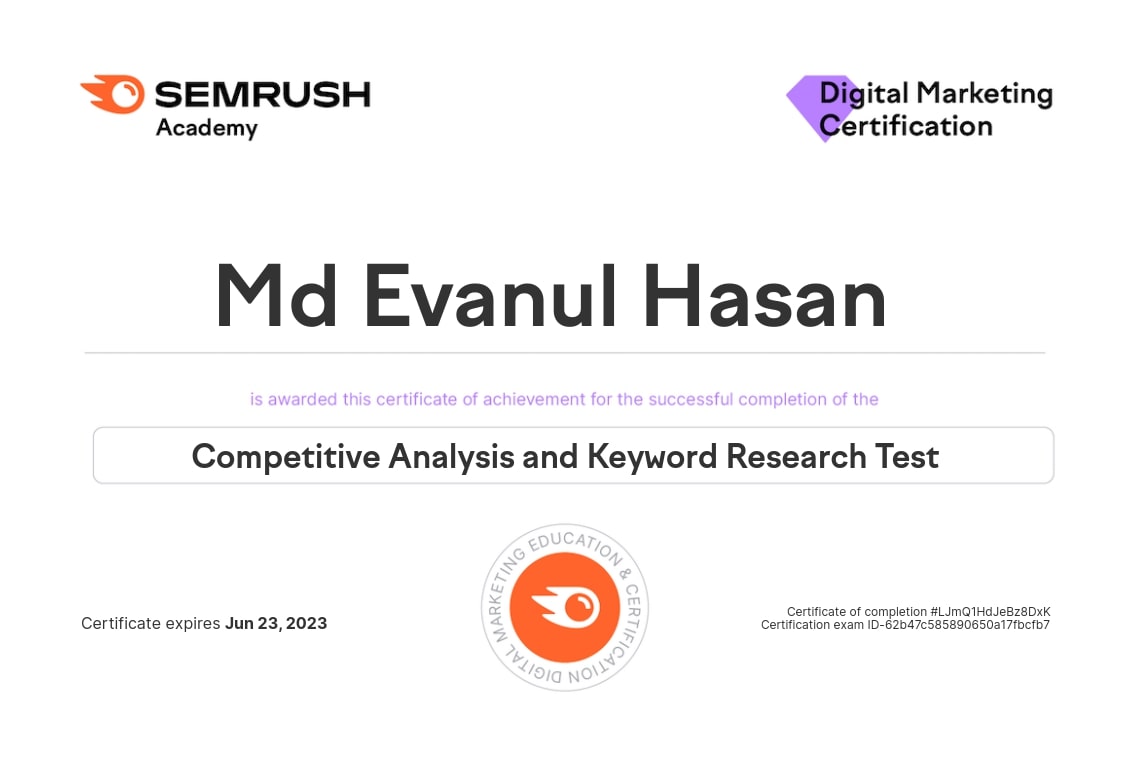 SEMRUSH
Academy
Digital Marketing
Certification
Md Evanul Hasan
is awarded this certificate of achievement for the successful completion of the
Competitive Analysis and Keyword Research Test
DIGITAL MARKETING EDUCATION & CERTIFICATION
Certificate expires Jun 23, 2023
Certificate of completion #LJmQ1HdJeBz8DxK
Certification exam ID-62b47c585890650a17fbcfb7